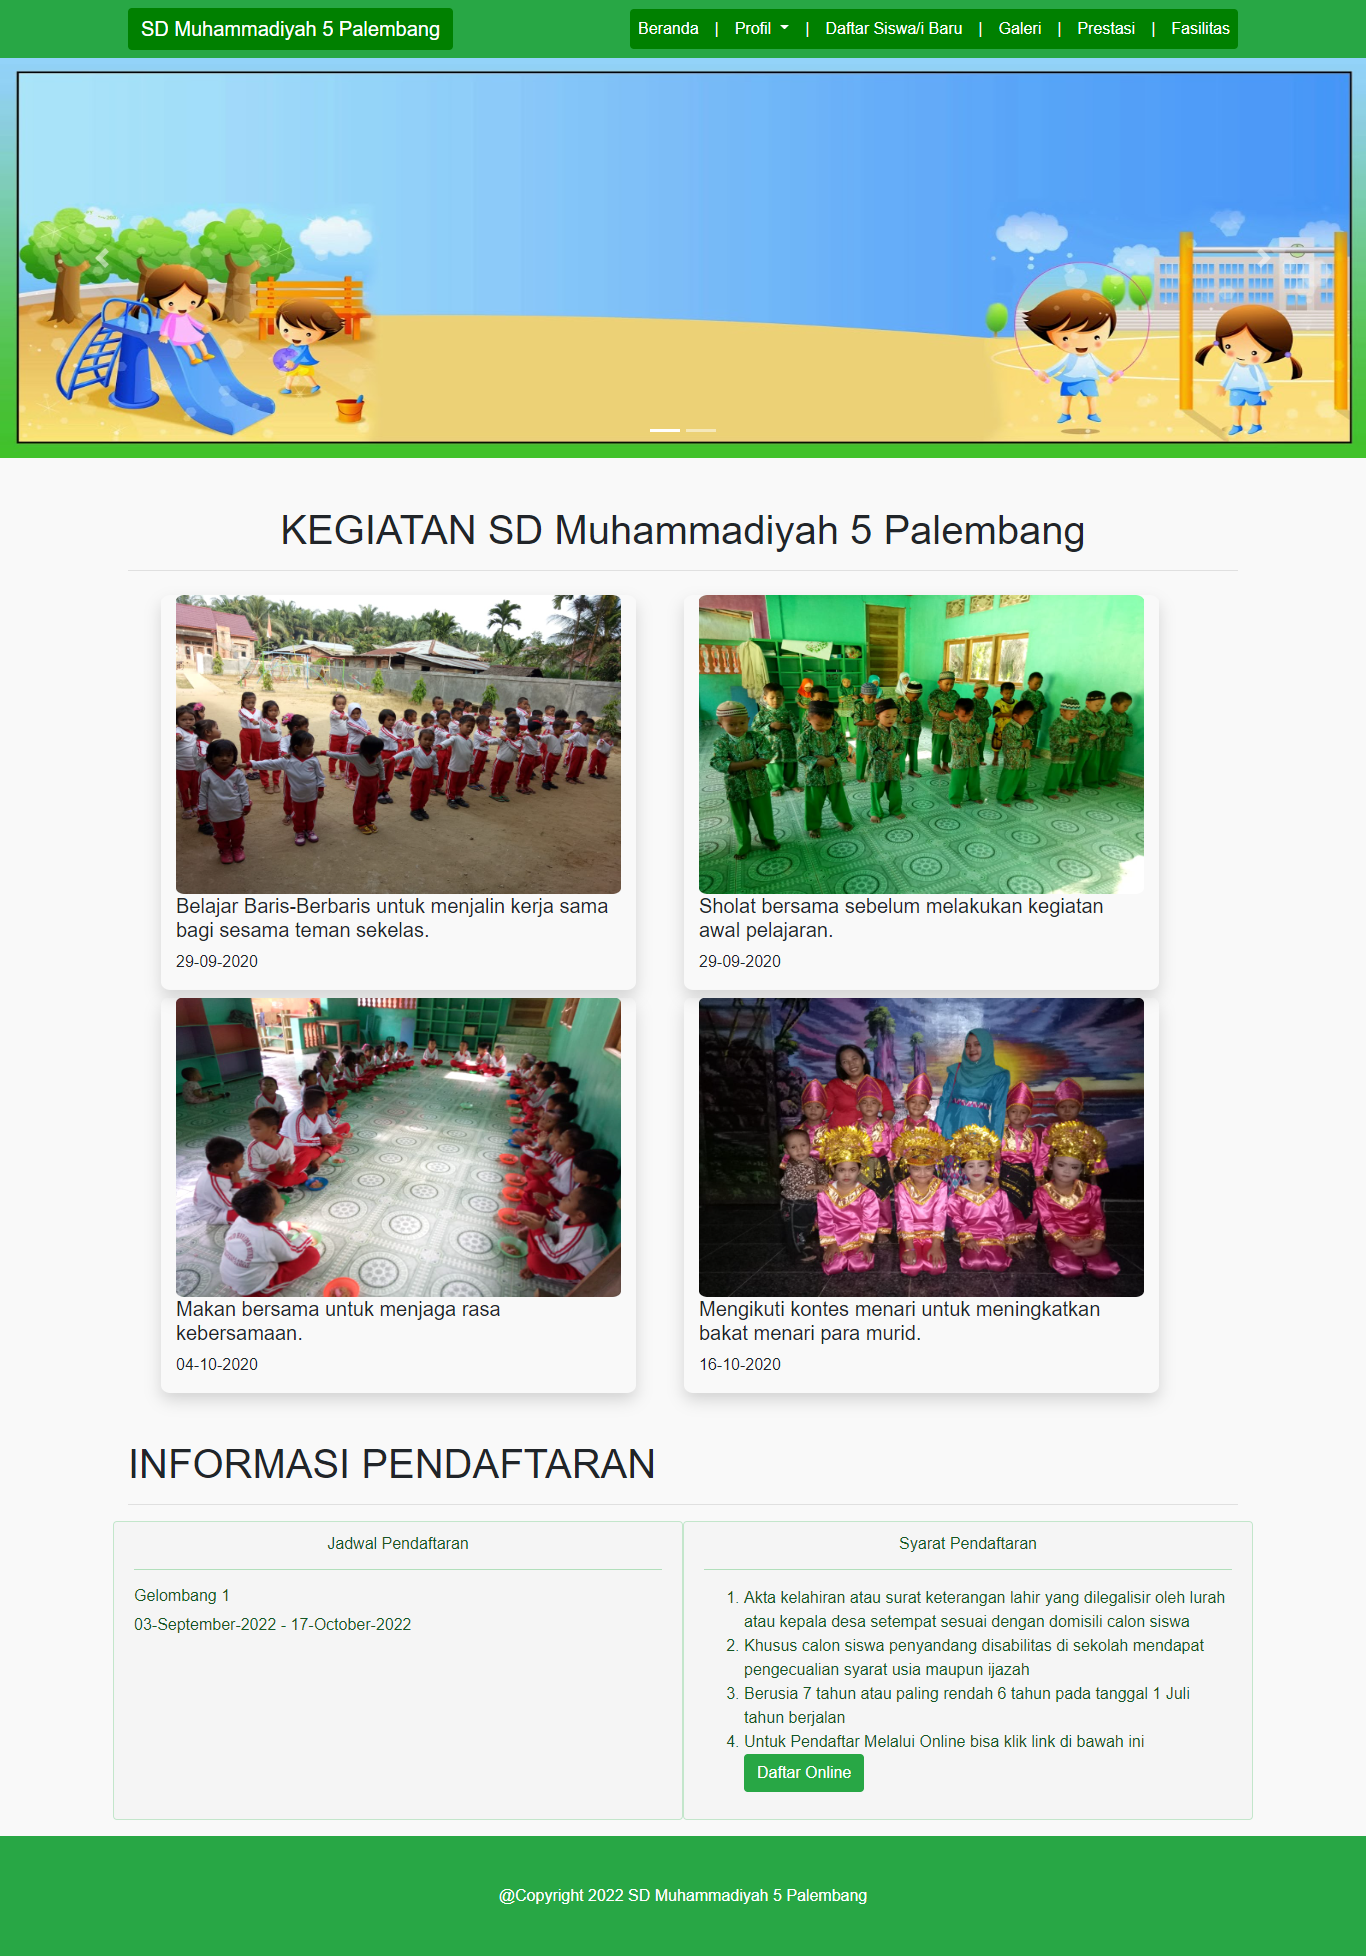 SD Muhammadiyah 5 Palembang
Beranda | Profil | Daftar Siswa/i Baru | Galeri | Prestasi | Fasilitas
KEGIATAN SD Muhammadiyah 5 Palembang
Belajar Baris-Berbaris untuk menjalin kerja sama
bagi sesama teman sekelas.
29-09-2020
Sholat bersama sebelum melakukan kegiatan
awal pelajaran.
29-09-2020
Makan bersama untuk menjaga rasa
kebersamaan.
04-10-2020
Mengikuti kontes menari untuk meningkatkan
bakat menari para murid.
16-10-2020
INFORMASI PENDAFTARAN
Jadwal Pendaftaran
Gelombang 1
03-September-2022 - 17-October-2022
Syarat Pendaftaran
1. Akta kelahiran atau surat keterangan lahir yang dilegalisir oleh lurah
atau kepala desa setempat sesuai dengan domisili calon siswa
2. Khusus calon siswa penyandang disabilitas di sekolah mendapat
pengecualian syarat usia maupun ijazah
3. Berusia 7 tahun atau paling rendah 6 tahun pada tanggal 1 Juli
tahun berjalan
4. Untuk Pendaftar Melalui Online bisa klik link di bawah ini
Daftar Online
@Copyright 2022 SD Muhammadiyah 5 Palembang